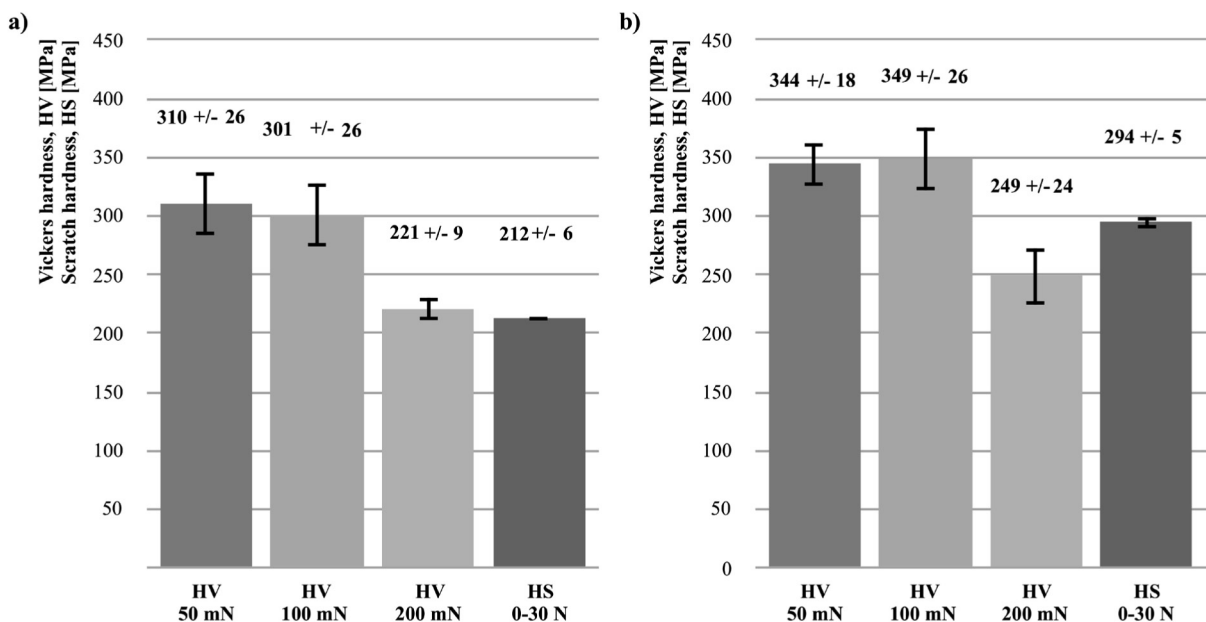 a)
Vickers hardness, HV [MPa]
Scratch hardness, HS [MPa]
450
400
350
300
250
200
150
100
50
310 +/- 26
301 +/- 26
221 +/- 9
212 +/- 6
HV
50 mN
HV
100 mN
HV
200 mN
HS
0-30 N
b)
Vickers hardness, HV [MPa]
Scratch hardness, HS [MPa]
450
400
350
300
250
200
150
100
50
0
344 +/- 18
349 +/- 26
249 +/- 24
294 +/- 5
HV
50 mN
HV
100 mN
HV
200 mN
HS
0-30 N